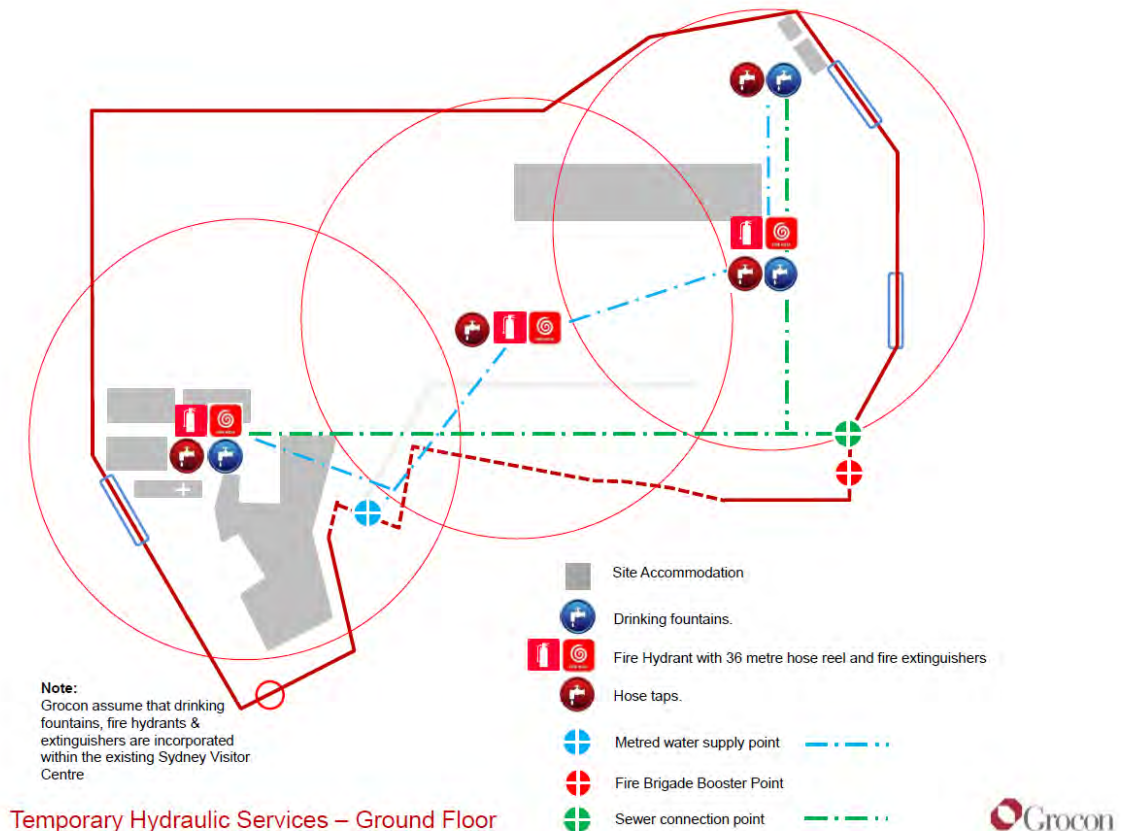 Site Accommodation
Drinking fountains.
Fire Hydrant with 36 metre hose reel and fire extinguishers
Hose taps.
Note:
Grocon assume that drinking
fountains, fire hydrants &
extinguishers are incorporated
within the existing Sydney Visitor
Centre
Metred water supply point
Fire Brigade Booster Point
Sewer connection point
Temporary Hydraulic Services – Ground Floor
Grocon